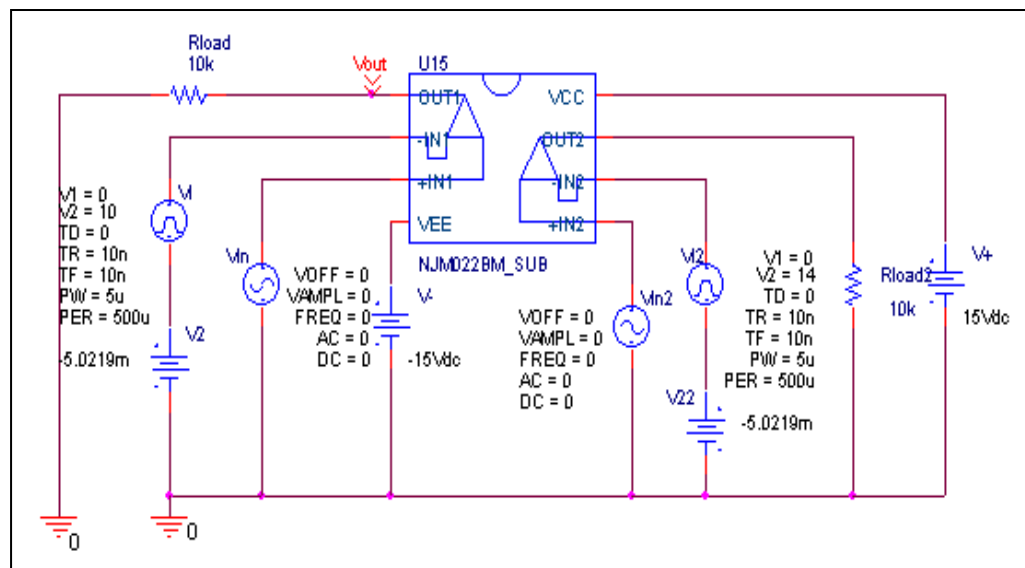 Rload
10k
Vout
U15
OUT1
VCC
-IN1
OUT2
+IN1
-IN2
VEE
+IN2
NJM022BM_SUB
V1 = 0
V2 = 10
TD = 0
TR = 10n
TF = 10n
PW = 5u
PER = 500u
VI
V2
-5.0219m
Vin
VOFF = 0
VAMPL = 0
FREQ = 0
AC = 0
DC = 0
V-
-15Vdc
Vin2
VOFF = 0
VAMPL = 0
FREQ = 0
AC = 0
DC = 0
VI2
V22
-5.0219m
V1 = 0
V2 = 14
TD = 0
TR = 10n
TF = 10n
PW = 5u
PER = 500u
Rload2
10k
V+
15Vdc
0
0